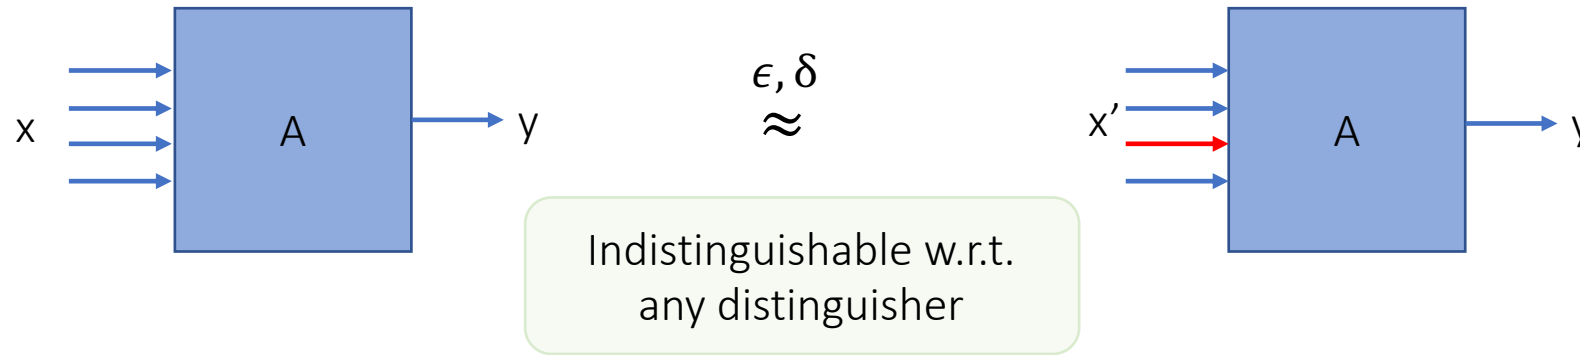 x
A
y
ϵ, δ
≈
x’
A
y
Indistinguishable w.r.t.
any distinguisher